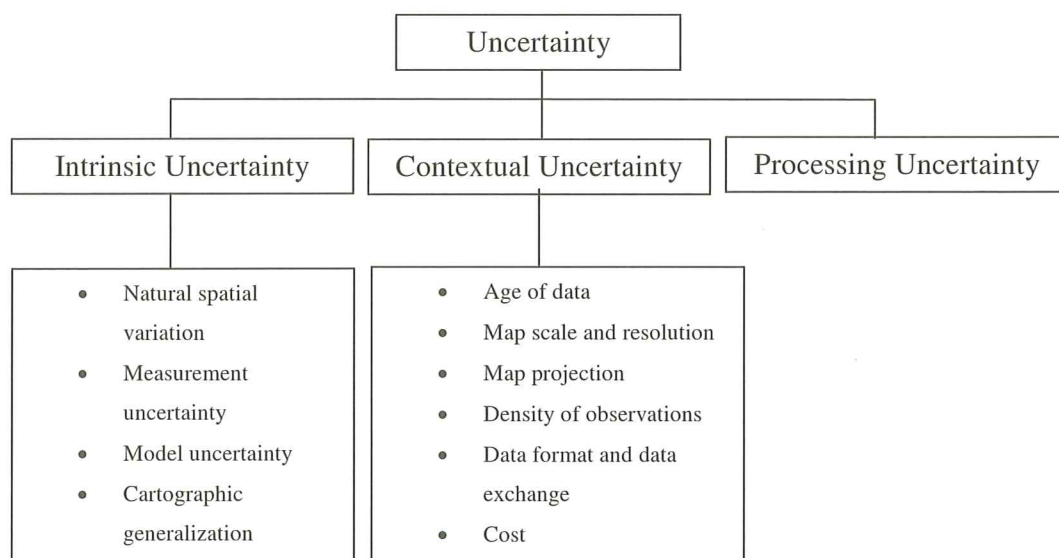 Uncertainty
Intrinsic Uncertainty
Contextual Uncertainty
Processing Uncertainty
• Natural spatial
variation
• Measurement
uncertainty
• Model uncertainty
• Cartographic
generalization
• Age of data
• Map scale and resolution
• Map projection
• Density of observations
• Data format and data
exchange
• Cost